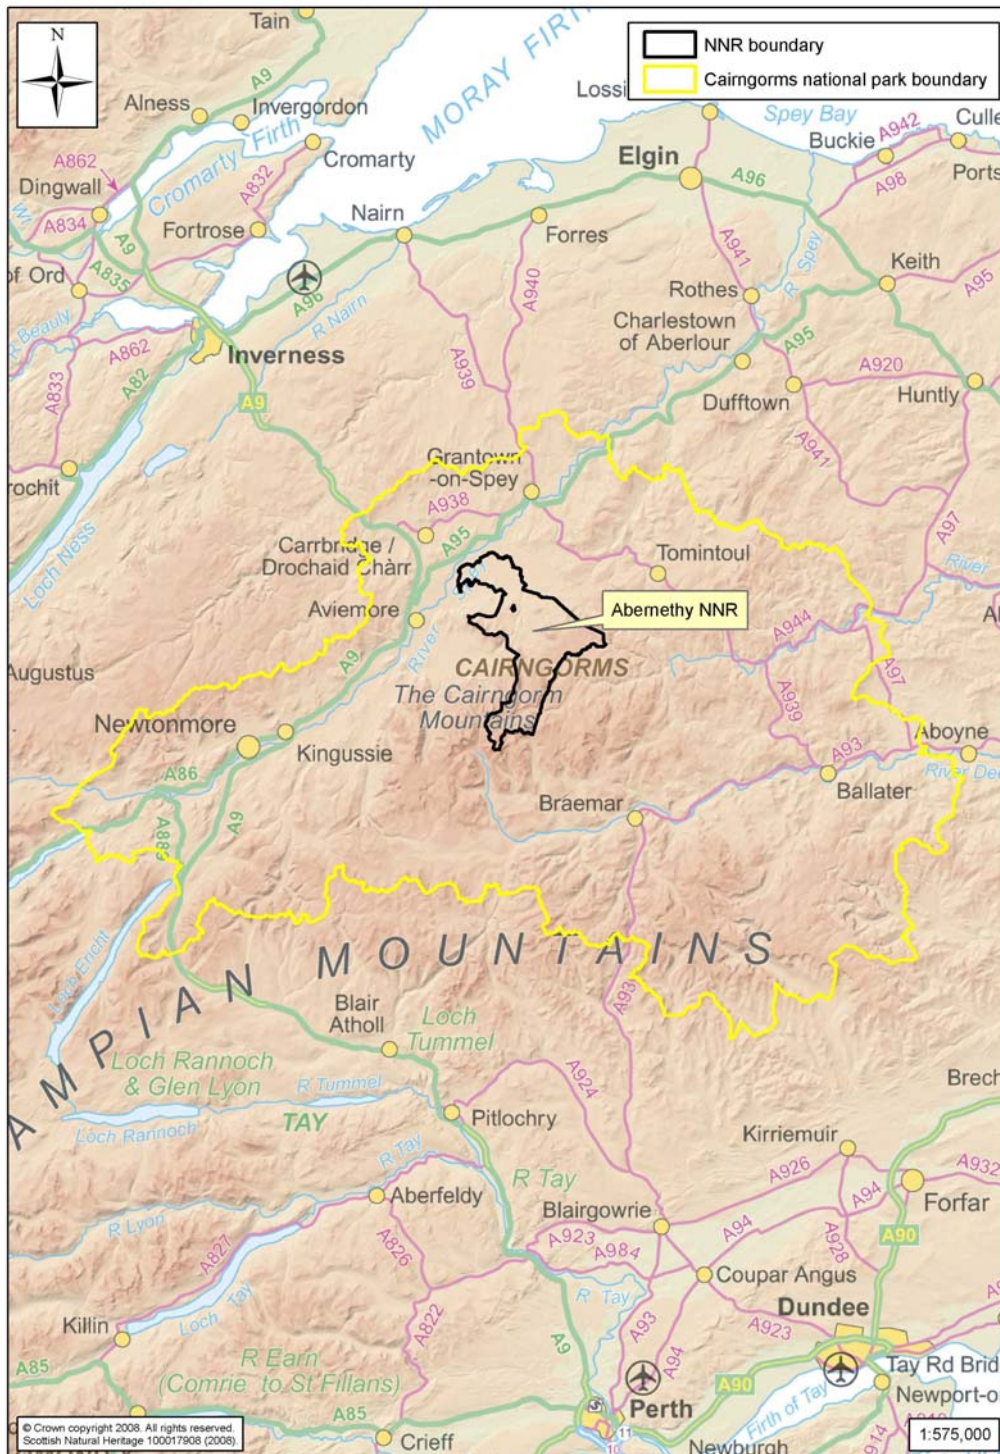 N
NNR boundary
Cairngorms national park boundary
Tain
A9
MORAY FIRTH
Lossi
Spey Bay
Culle
Alness
Invergordon
Buckie
A942
Cromarty Firth
Cromarty
A862
Elgin
A96
A98
Ports
Dingwall
A832
Nairn
A834
Fortrose
Forres
A9
A941
R Spey
Keith
of Ord
A835
A96
A940
Rothes
A95
R Nairn
Charlestown
of Aberlour
R Beauly
A862
A95
Inverness
A939
A920
A833
A82
A9
Dufftown
Huntly
Grantown
-on-Spey
A941
rochit
A938
A97
Loch Ness
Carrbridge /
Drochaid Chàrr
A95
Tomintoul
River
Aviemore
Abernethy NNR
A944
River
A9
CAIRNGORMS
A97
Augustus
The Cairngorm
Mountains
A939
Newtonmore
Aboyne
Kingussie
A93
River Dee
A86
Braemar
Ballater
A9
A889
AMPIAN MOUNTAINS
Loch Ericht
A93
Blair
Atholl
Loch
Tummel
Loch Rannoch
& Glen Lyon
A924
Brech
R Tummel
Pitlochry
Loch Rannoch
TAY
Kirriemuir
R Tay
A926
A932
R Tay
Aberfeldy
A94
Forfar
Blairgowrie
R Lyon
A923
A94
A928
A90
A827
A826
A984
Coupar Angus
Loch Tay
R Tay
Dundee
Killin
A822
A93
A923
A9
A94
A85
R Earn
(Comrie to St Fillans)
Tay Rd Brid
A90
Newport-o
Perth
Firth of Tay
A85
11
10
A914
1:575,000
Crieff
Newburgh
© Crown copyright 2008. All rights reserved.
Scottish Natural Heritage 100017908 (2008).